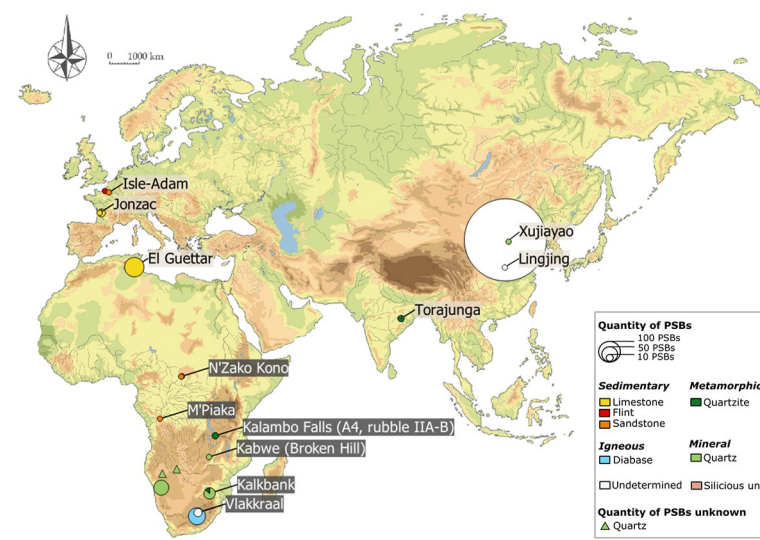 0 1000 km
Isle-Adam
Jonzac
El Guettar
Xujiayao
Lingjing
Torajunga
N'Zako Kono
M'Piaka
Kalambo Falls (A4, rubble IIA-B)
Kabwe (Broken Hill)
Kalkbank
Vlakkraal
Quantity of PSBs
100 PSBs
50 PSBs
10 PSBs
Sedimentary Metamorphic
Limestone Quartzite
Flint
Sandstone
Igneous Mineral
Diabase Quartz
Undetermined Silicious un
Quantity of PSBs unknown
Quartz